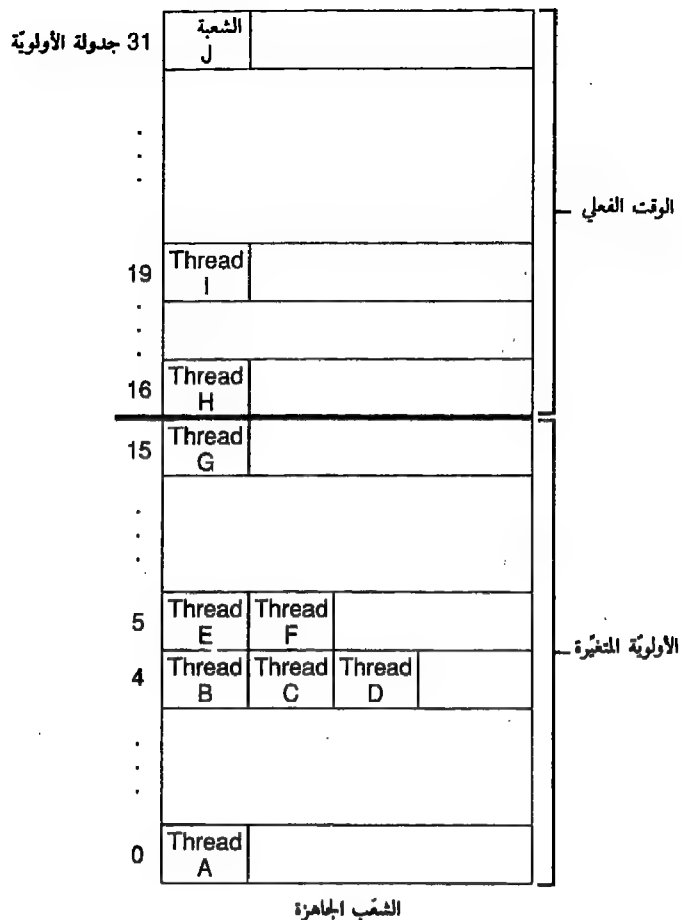 جدولة الأولويّة 31
الشعبة
J
الوقت الفعلي
19
Thread
I
16
Thread
H
15
Thread
G
5
Thread Thread
E F
الأولويّة المتغيّرة
4
Thread Thread Thread
B C D
0
Thread
A
الشعَب الجاهزة